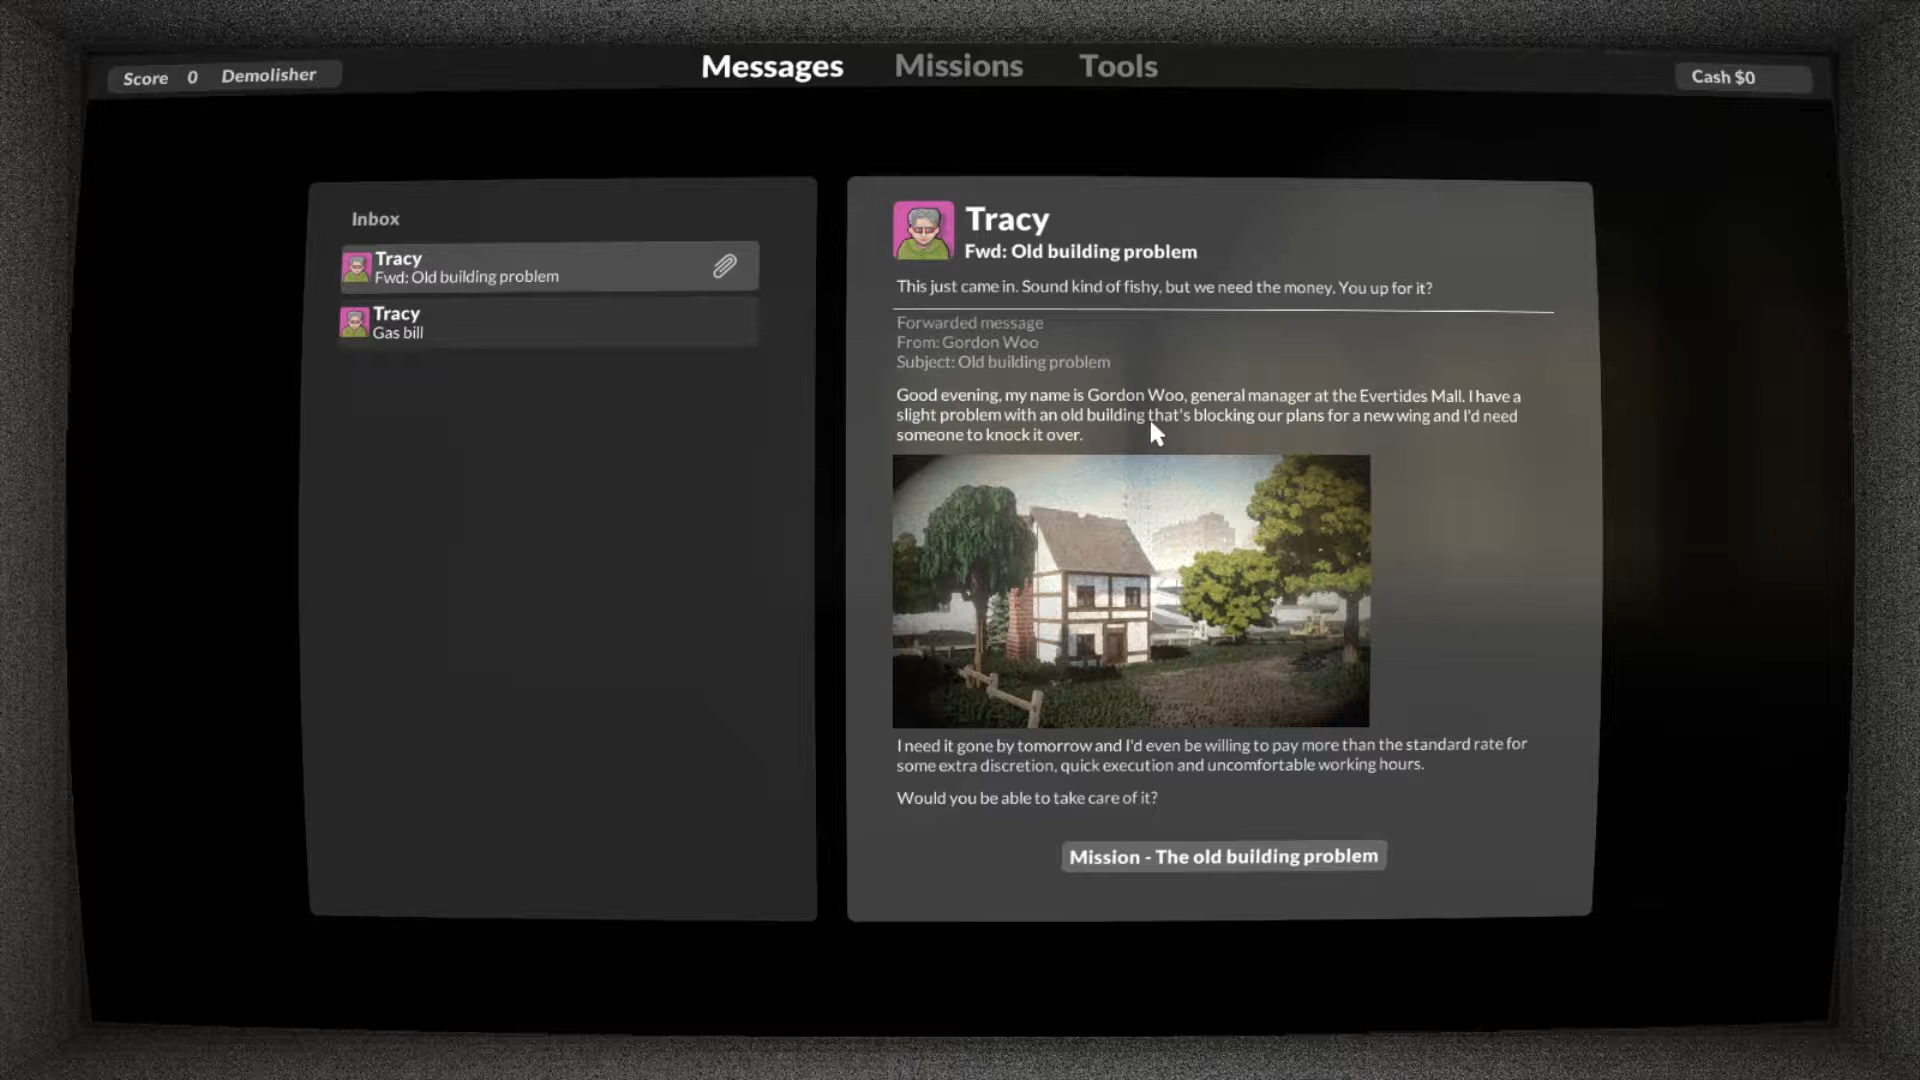 Score 0 Demolisher
Messages Missions Tools
Cash $0
Inbox
Tracy
Fwd: Old building problem
Tracy
Gas bill
Tracy
Fwd: Old building problem
This just came in. Sound kind of fishy, but we need the money. You up for it?
Forwarded message
From: Gordon Woo
Subject: Old building problem
Good evening, my name is Gordon Woo, general manager at the Evertides Mall. I have a
slight problem with an old building that's blocking our plans for a new wing and I'd need
someone to knock it over.
I need it gone by tomorrow and I'd even be willing to pay more than the standard rate for
some extra discretion, quick execution and uncomfortable working hours.
Would you be able to take care of it?
Mission - The old building problem